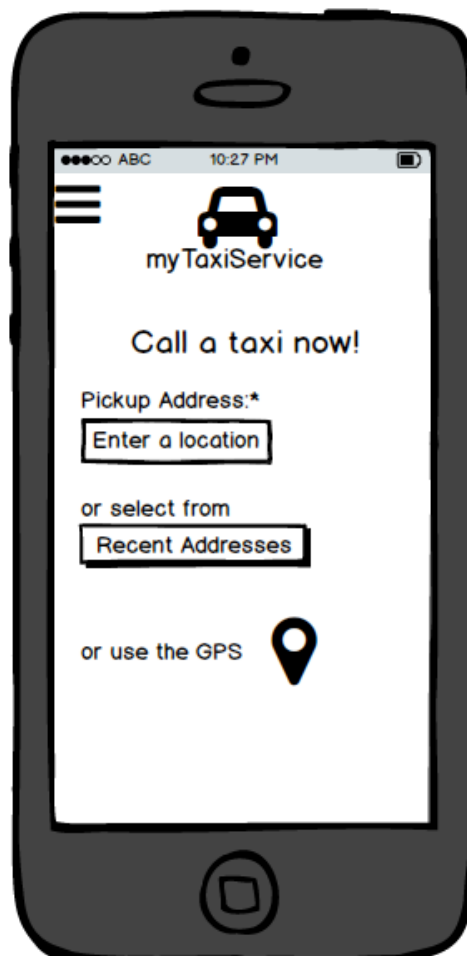 ABC 10:27 PM
myTaxiService
Call a taxi now!
Pickup Address:*
Enter a location
or select from
Recent Addresses
or use the GPS